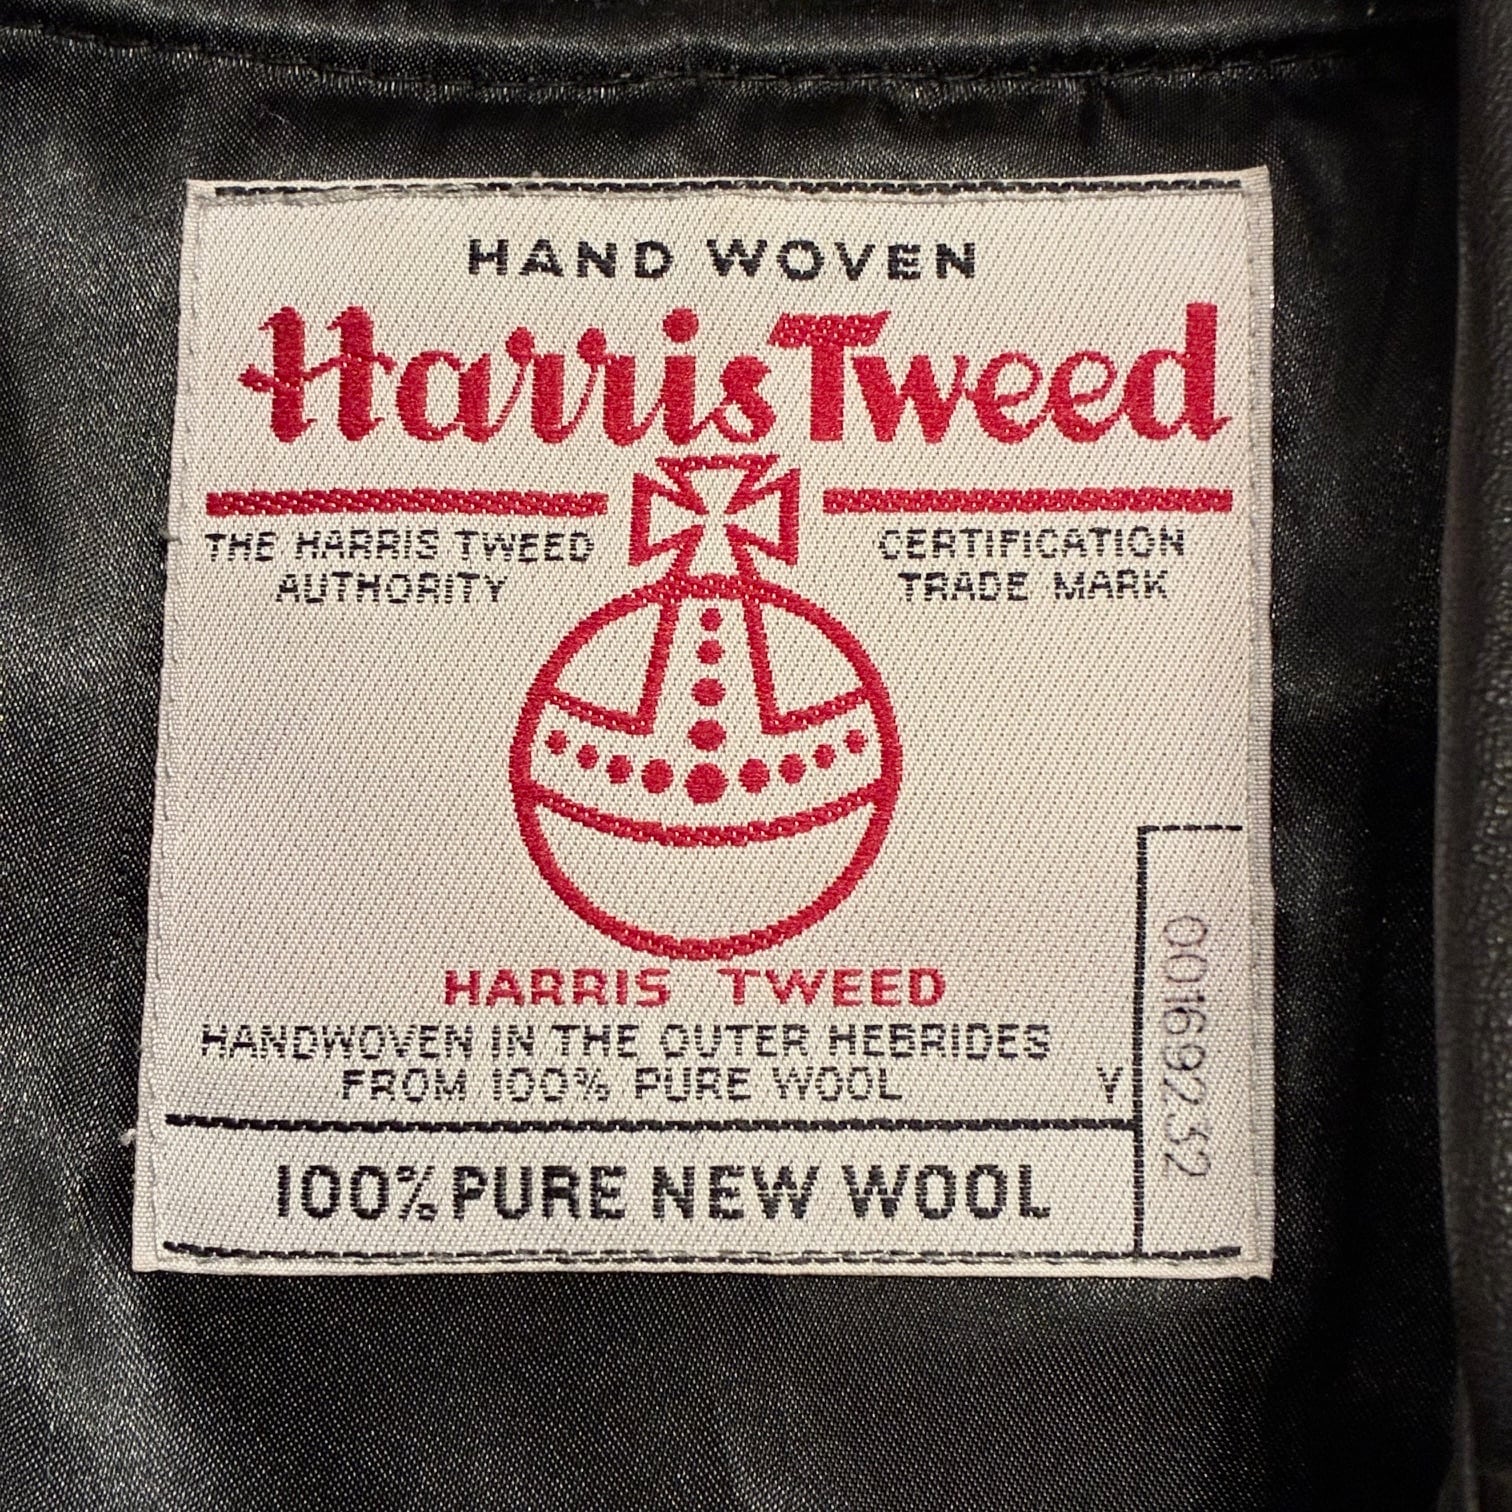 HAND WOVEN
Harris Tweed
THE HARRIS TWEED
AUTHORITY
CERTIFICATION
TRADE MARK
HARRIS TWEED
HANDWOVEN IN THE OUTER HEBRIDES
FROM 100% PURE WOOL
Y
100% PURE NEW WOOL
00169232